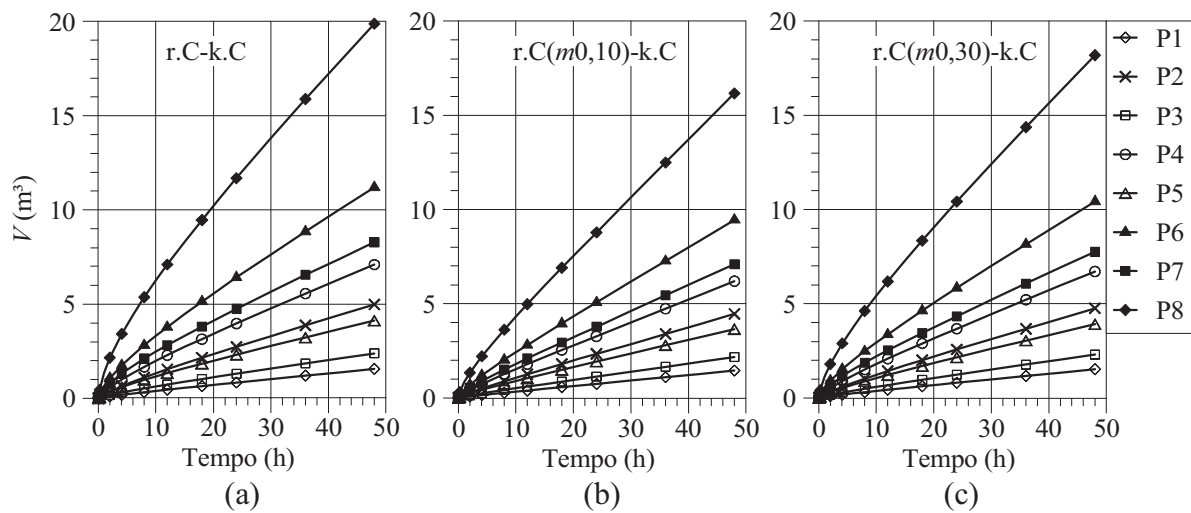 r.C-k.C
20
15
10
5
0
V (m³)
0 10 20 30 40 50
Tempo (h)
(a)
r.C(m0,10)-k.C
20
15
10
5
0
0 10 20 30 40 50
Tempo (h)
(b)
r.C(m0,30)-k.C
20
15
10
5
0
0 10 20 30 40 50
Tempo (h)
(c)
P1
P2
P3
P4
P5
P6
P7
P8